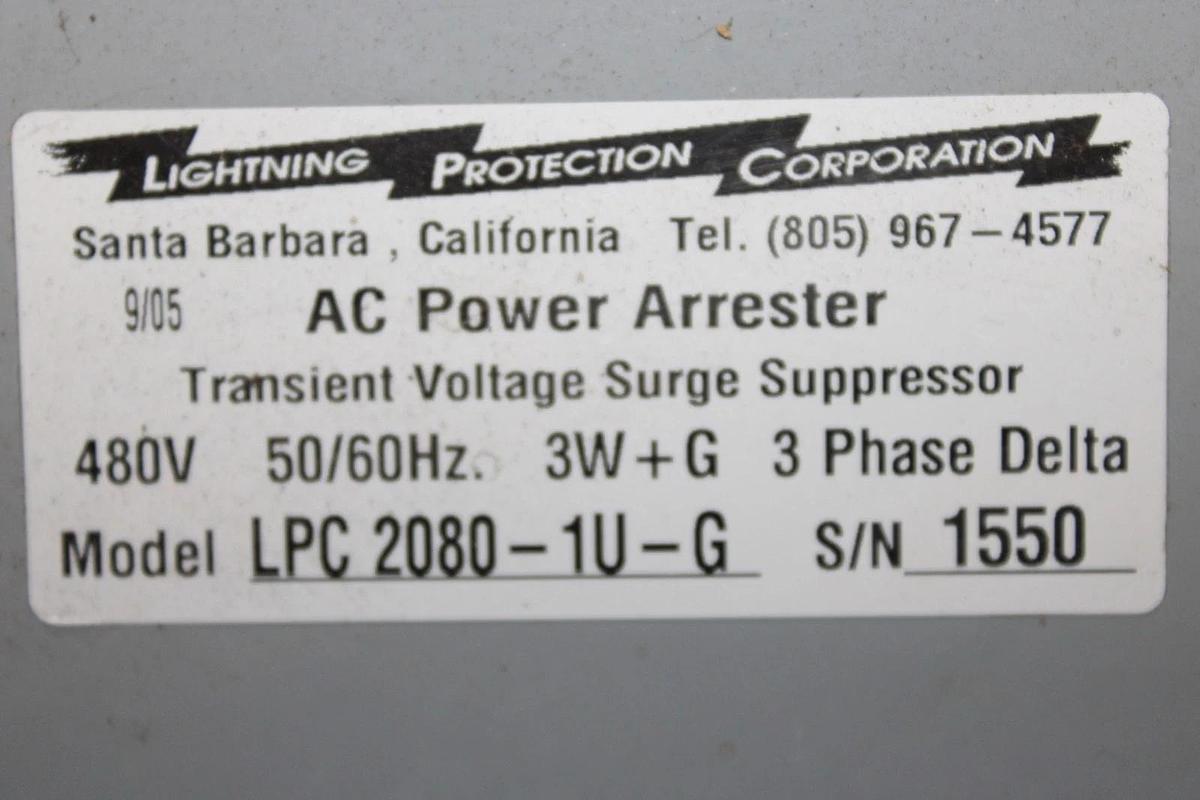 LIGHTNING PROTECTION CORPORATION
Santa Barbara , California Tel. (805) 967-4577
9/05 AC Power Arrester
Transient Voltage Surge Suppressor
480V 50/60Hz. 3W+G 3 Phase Delta
Model LPC 2080-1U-G S/N 1550